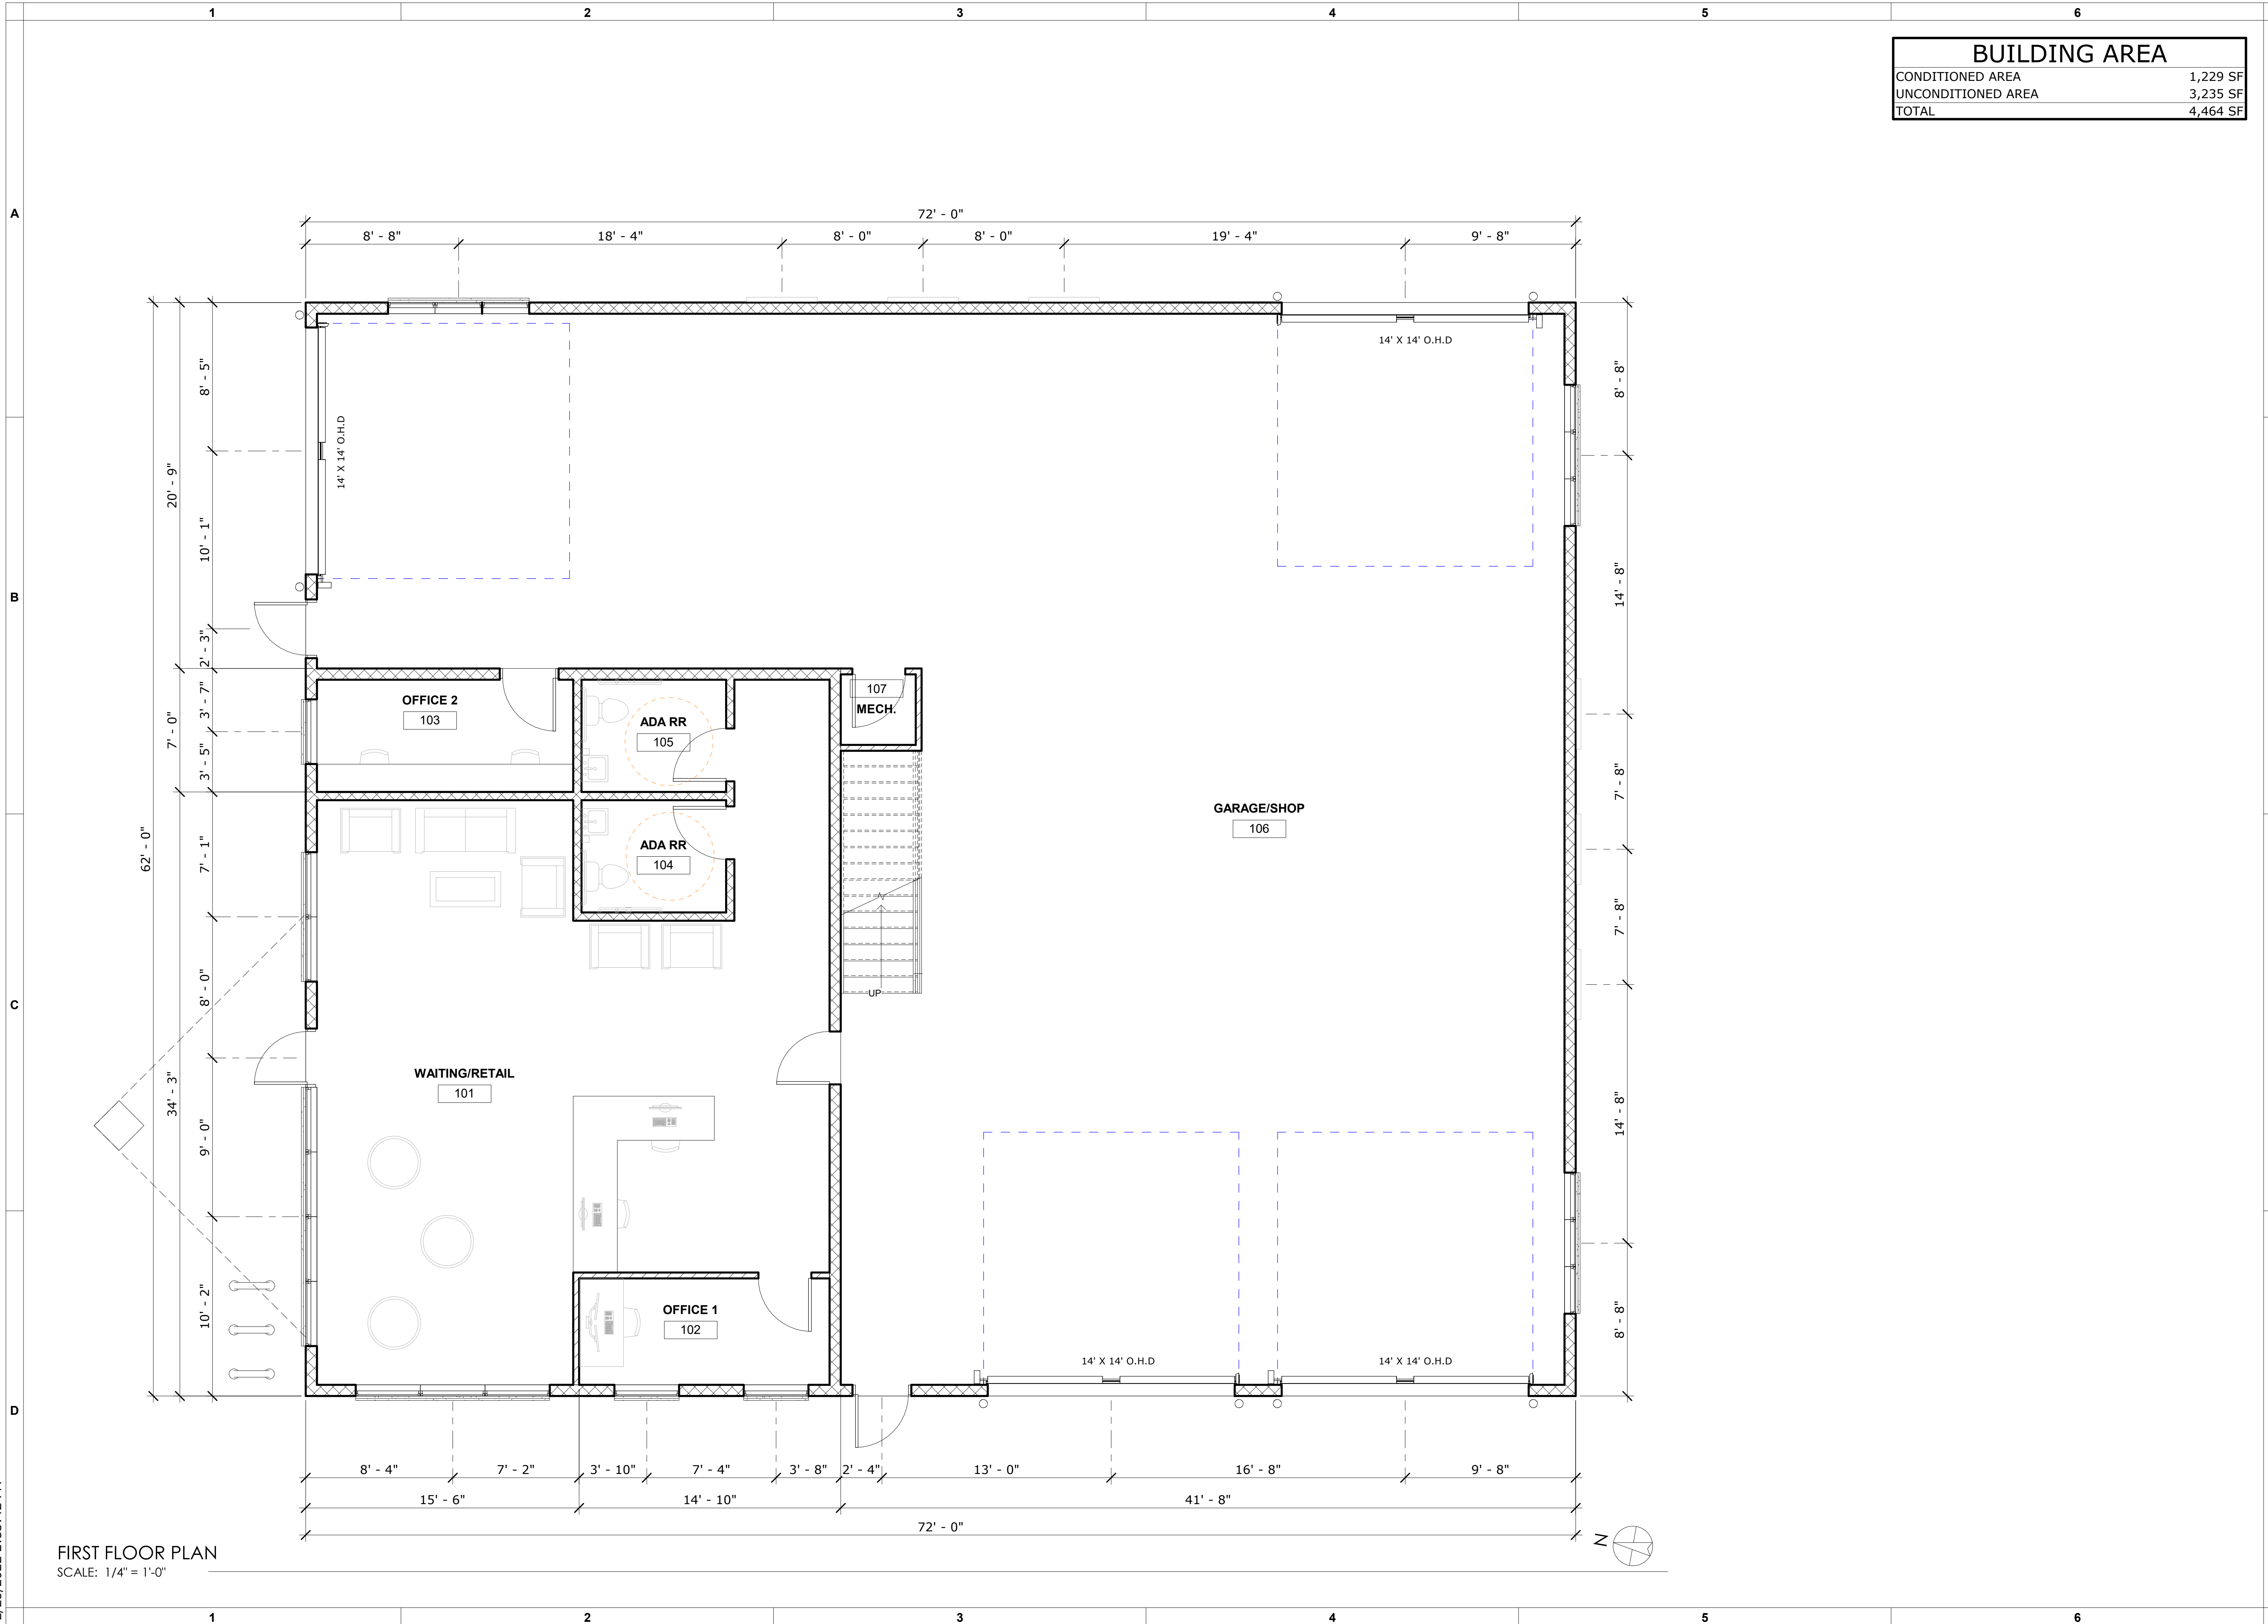 1 2 3 4 5 6
BUILDING AREA
CONDITIONED AREA 1,229 SF
UNCONDITIONED AREA 3,235 SF
TOTAL 4,464 SF
A
72' - 0"
8' - 8" 18' - 4" 8' - 0" 8' - 0" 19' - 4" 9' - 8"
14' X 14' O.H.D
8' - 5"
8' - 8"
14' X 14' O.H.D
20' - 9"
10' - 1"
14' - 8"
B
2' - 3"
3' - 7"
OFFICE 2
103
107
MECH.
ADA RR
105
7' - 0"
3' - 5"
7' - 8"
GARAGE/SHOP
106
62' - 0"
7' - 1"
ADA RR
104
7' - 8"
8' - 0"
UP
C
WAITING/RETAIL
101
34' - 3"
9' - 0"
14' - 8"
10' - 2"
OFFICE 1
102
8' - 8"
14' X 14' O.H.D 14' X 14' O.H.D
D
8' - 4" 7' - 2" 3' - 10" 7' - 4" 3' - 8" 2' - 4" 13' - 0" 16' - 8" 9' - 8"
15' - 6" 14' - 10" 41' - 8"
72' - 0"
N
FIRST FLOOR PLAN
SCALE: 1/4" = 1'-0"
1 2 3 4 5 6